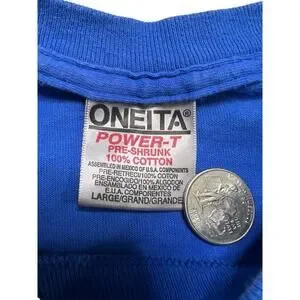 ONEITA®
POWER-T
PRE-SHRUNK
100% COTTON
ASSEMBLED IN MEXICO OF U.S.A. COMPONENTS
PRE-RETRECI/100% COTON
PRE-ENCOGIDO/100% ALGODON
ENSAMBLADO EN MEXICO DE
E.U.A. COMPONENTES
LARGE/GRAND/GRANDE